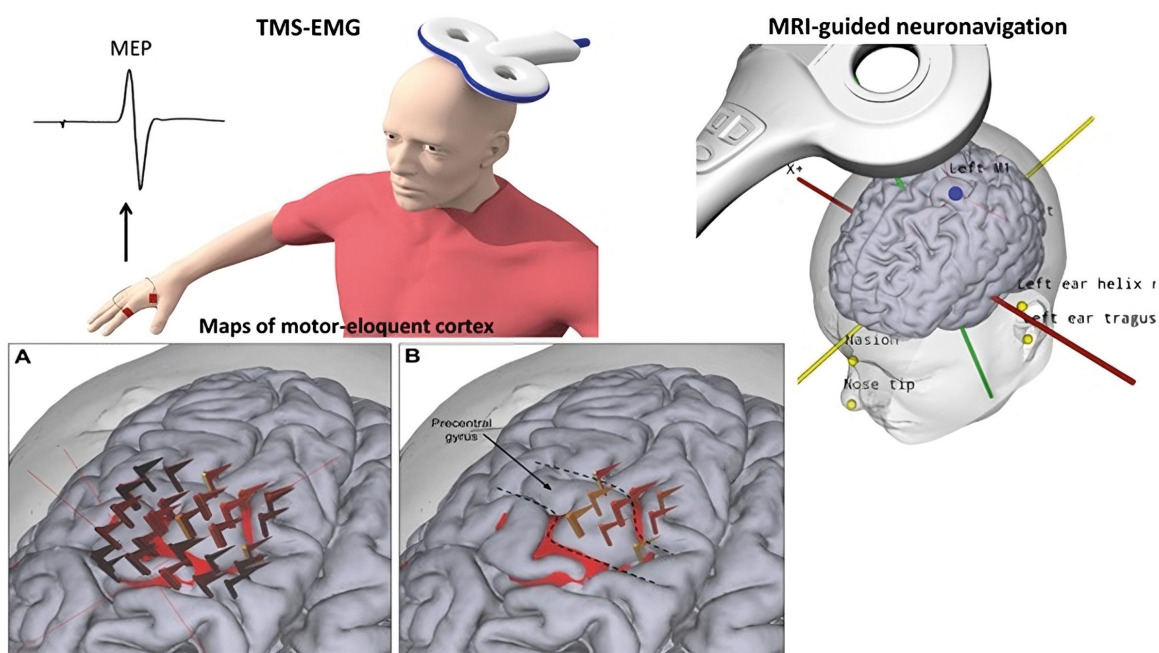 TMS-EMG
MRI-guided neuronavigation
MEP
X+
Left M1
t
Left ear helix r
Left ear tragus
Nasion
Nose tip
Maps of motor-eloquent cortex
A
B
Precentral
gyrus